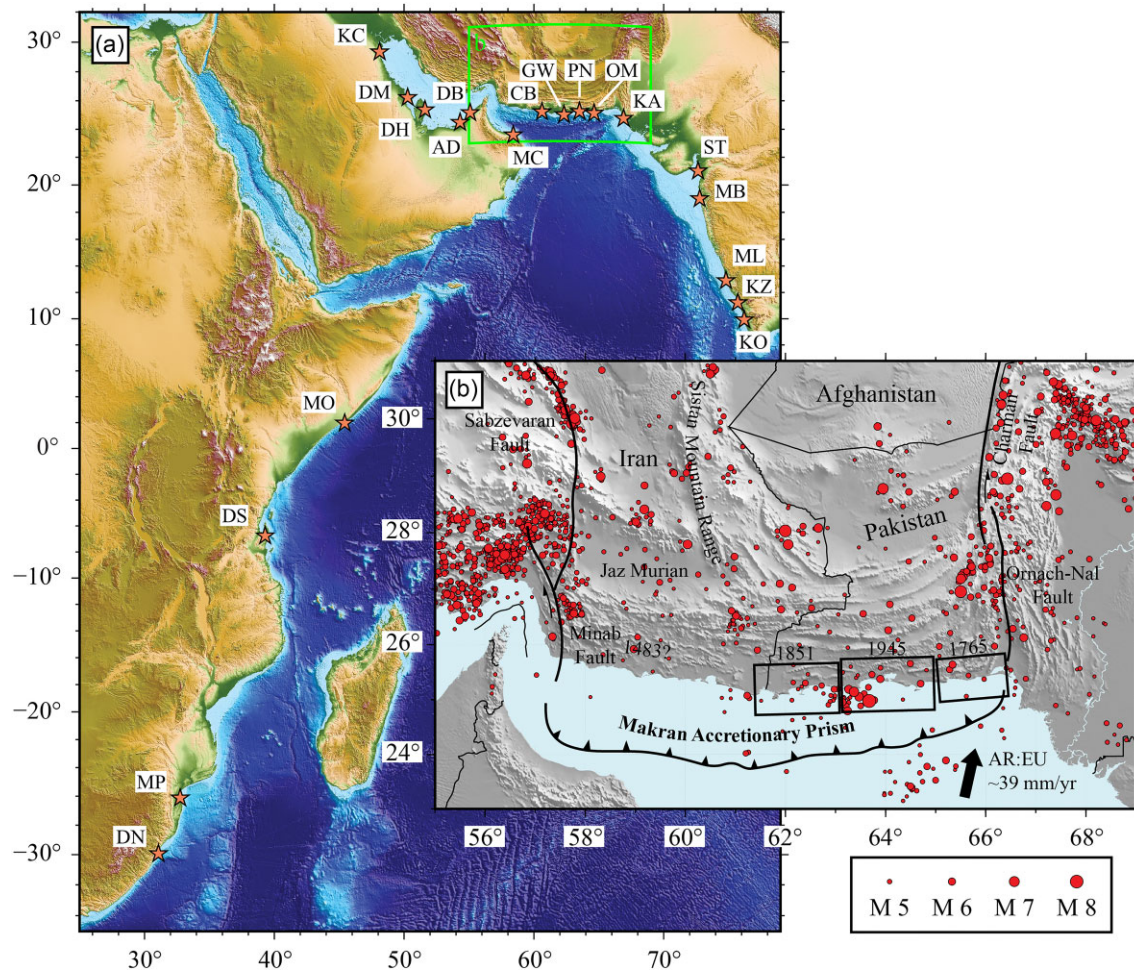 (a)
30°
20°
10°
0°
−10°
−20°
−30°
30°
40°
50°
60°
70°
KC
DM
DH
DB
AD
MC
CB
GW
PN
OM
KA
ST
MB
ML
KZ
KO
MO
DS
MP
DN
b
(b)
30°
28°
26°
24°
56°
58°
60°
62°
64°
66°
68°
Sabzevaran
Fault
Iran
Sistan Mountain Range
Afghanistan
Chaman
Fault
Pakistan
Jaz Murian
Ornach-Nal
Fault
Minab
Fault
1483?
1851
1945
1765
Makran Accretionary Prism
AR:EU
~39 mm/yr
M 5
M 6
M 7
M 8